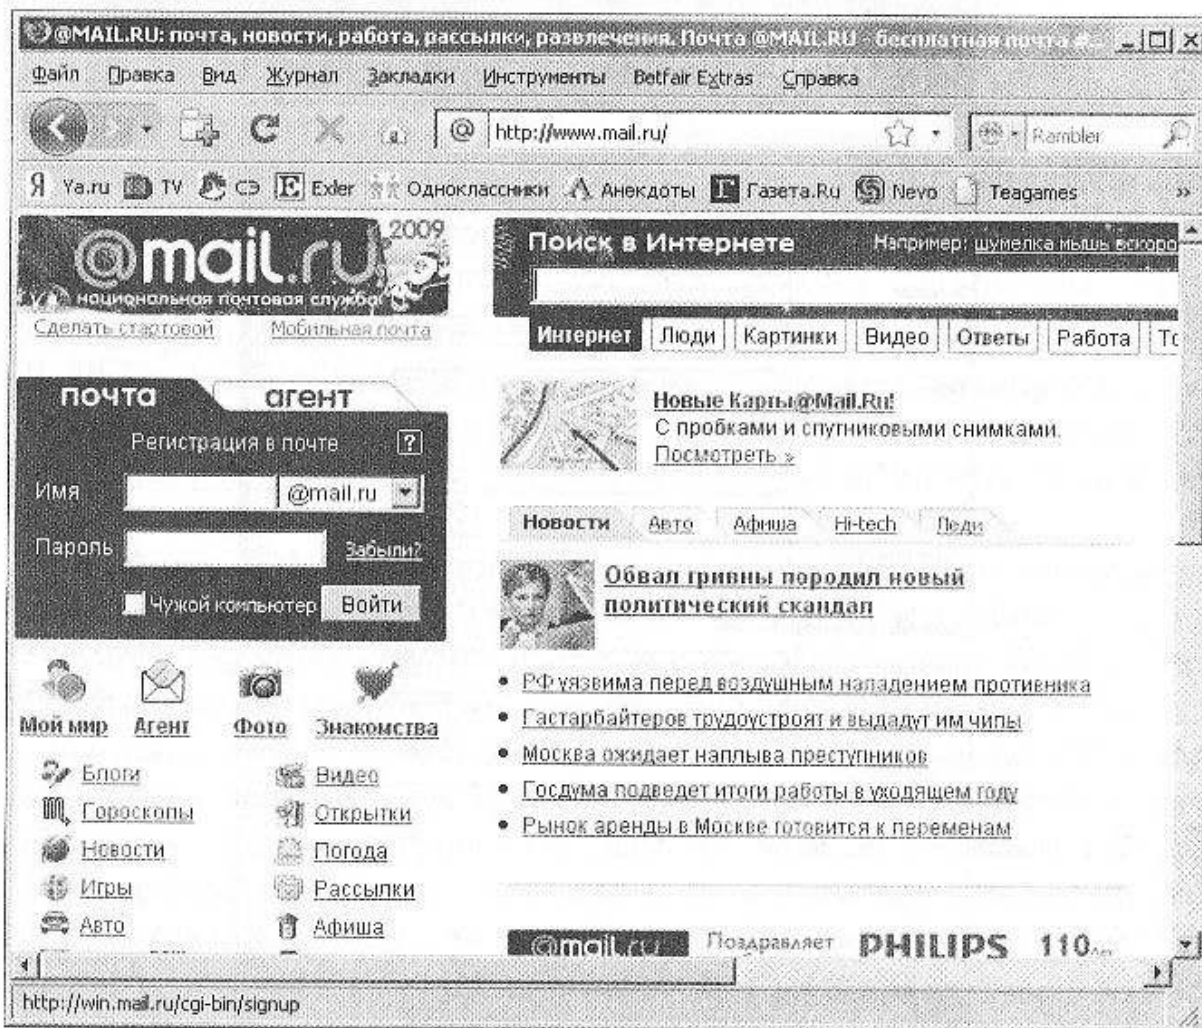 @MAIL.RU: почта, новости, работа, рассылки, развлечения. Почта @MAIL.RU - бесплатная почта #...
Файл Правка Вид Журнал Закладки Инструменты Betfair Extras Справка
http://www.mail.ru/ Rambler
Я Ya.ru TV СЭ E Exler Одноклассники Анекдоты Г Газета.Ru Nevo Teagames »
@mail.ru 2009
национальная почтовая служба
Сделать стартовой Мобильная почта
Поиск в Интернете Например: шумелка мышь вскоро
Интернет Люди Картинки Видео Ответы Работа То
почта агент
Регистрация в почте ?
Имя @mail.ru
Пароль Забыли?
Чужой компьютер Войти
Новые Карты@Mail.Ru!
С пробками и спутниковыми снимками.
Посмотреть »
Новости Авто Афиша Hi-tech Леди
Обвал гривны породил новый
политический скандал
• РФ уязвима перед воздушным нападением противника
• Гастарбайтеров трудоустроят и выдадут им чипы
• Москва ожидает наплыва преступников
• Госдума подведет итоги работы в уходящем году
• Рынок аренды в Москве готовится к переменам
Мой мир Агент Фото Знакомства
Блоги Видео
Гороскопы Открытки
Новости Погода
Игры Рассылки
Авто Афиша
@mail.ru Поздравляет PHILIPS 110
http://win.mail.ru/cgi-bin/signup